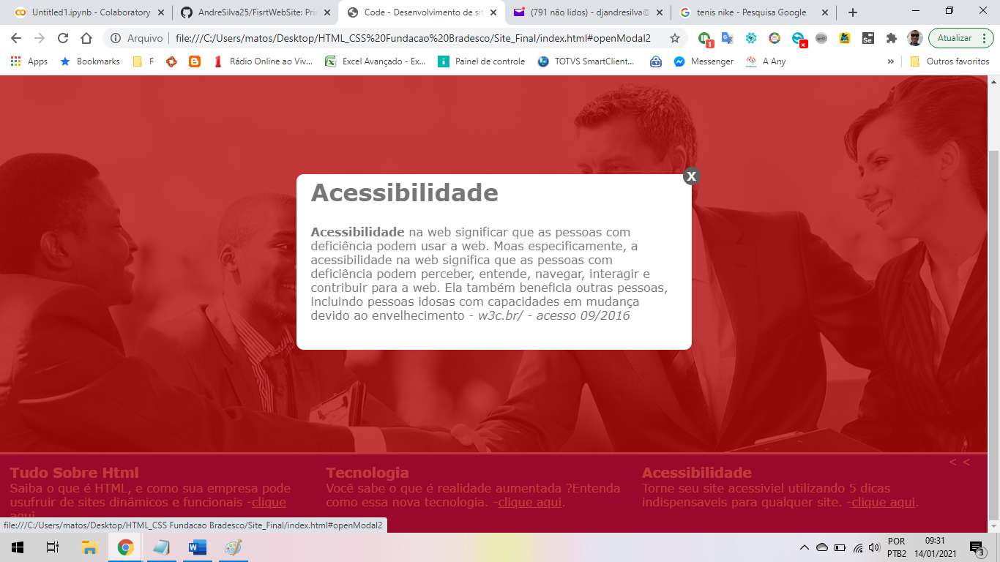 Untitled1.ipynb - Colaboratory
AndreSilva25/FisrtWebSite: Prin
Code - Desenvolvimento de sit
(791 não lidos) - djandresilva@
tenis nike - Pesquisa Google
Arquivo
file:///C:/Users/matos/Desktop/HTML_CSS%20Fundacao%20Bradesco/Site_Final/index.html#openModal2
1
Se
x
Atualizar
Apps
Bookmarks
F
Rádio Online ao Viv...
Excel Avançado - Ex...
Painel de controle
TOTVS SmartClient...
Messenger
A Any
»
Outros favoritos
X
Acessibilidade
Acessibilidade na web significar que as pessoas com
deficiência podem usar a web. Moas especificamente, a
acessibilidade na web significa que as pessoas com
deficiência podem perceber, entende, navegar, interagir e
contribuir para a web. Ela também beneficia outras pessoas,
incluindo pessoas idosas com capacidades em mudança
devido ao envelhecimento - w3c.br/ - acesso 09/2016
< <
Tudo Sobre Html
Saiba o que é HTML, e como sua empresa pode
usufruir de sites dinâmicos e funcionais -clique
aqui
Tecnologia
Você sabe o que é realidade aumentada ?Entenda
como essa nova tecnologia. -clique aqui.
Acessibilidade
Torne seu site acessiviel utilizando 5 dicas
indispensaveis para qualquer site. -clique aqui.
file:///C:/Users/matos/Desktop/HTML_CSS Fundacao Bradesco/Site_Final/index.html#openModal2
POR
PTB2
09:31
14/01/2021
3